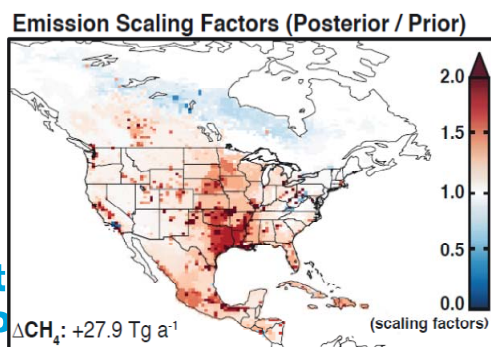 Emission Scaling Factors (Posterior / Prior)
2.0
1.5
1.0
0.5
0.0
(scaling factors)
ΔCH₄: +27.9 Tg a⁻¹